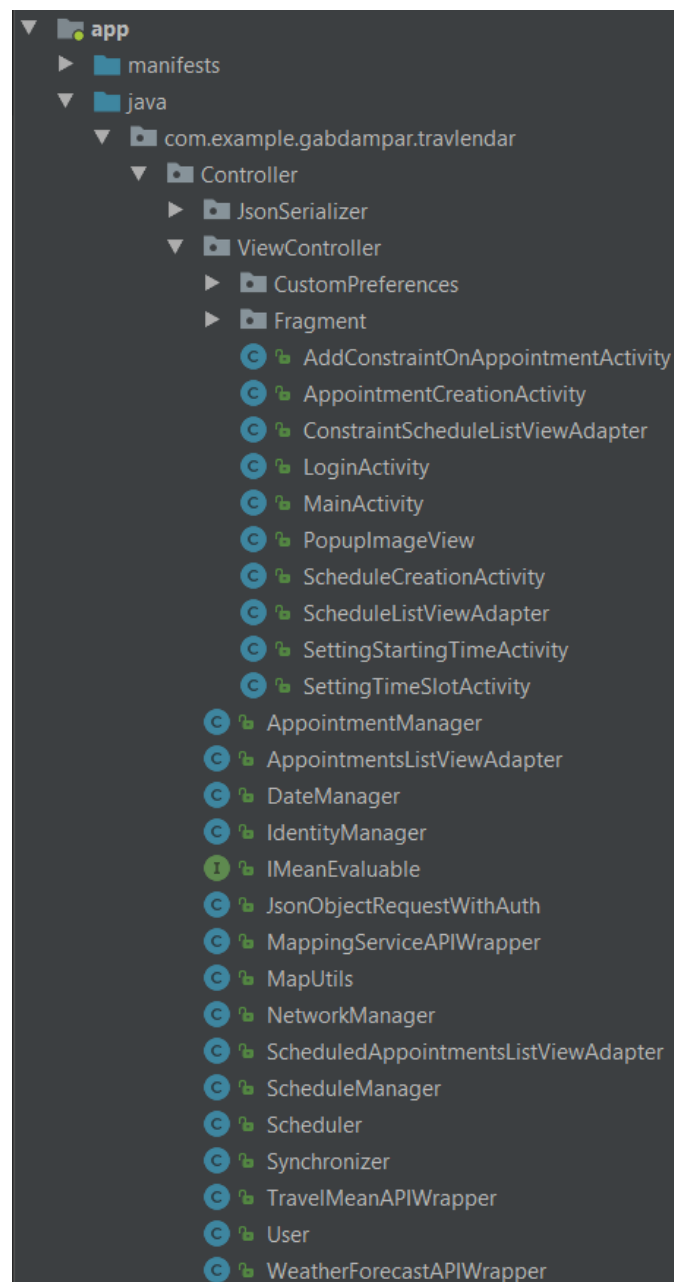 app
manifests
java
com.example.gabdampar.travlendar
Controller
JsonSerializer
ViewController
CustomPreferences
Fragment
C AddConstraintOnAppointmentActivity
C AppointmentCreationActivity
C ConstraintScheduleListViewAdapter
C LoginActivity
C MainActivity
C PopupImageView
C ScheduleCreationActivity
C ScheduleListViewAdapter
C SettingStartingTimeActivity
C SettingTimeSlotActivity
C AppointmentManager
C AppointmentsListViewAdapter
C DateManager
C IdentityManager
I IMeanEvaluable
C JsonObjectRequestWithAuth
C MappingServiceAPIWrapper
C MapUtils
C NetworkManager
C ScheduledAppointmentsListViewAdapter
C ScheduleManager
C Scheduler
C Synchronizer
C TravelMeanAPIWrapper
C User
C WeatherForecastAPIWrapper